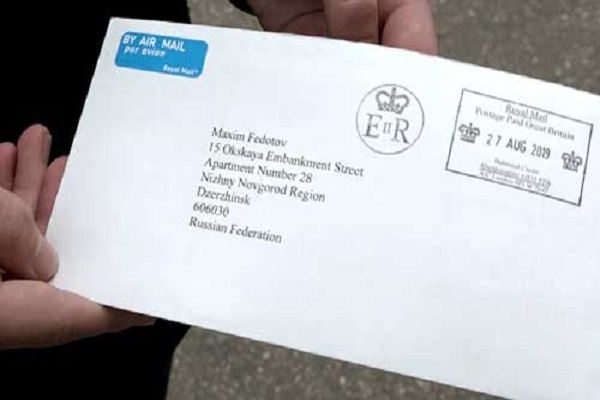 BY AIR MAIL
par avion
Royal Mail
E II R
Royal Mail
Postage Paid Great Britain
27 AUG 2019
Maxim Fedotov
15 Okskaya Embankment Street
Apartment Number 28
Nizhny Novgorod Region
Dzerzhinsk
606030
Russian Federation